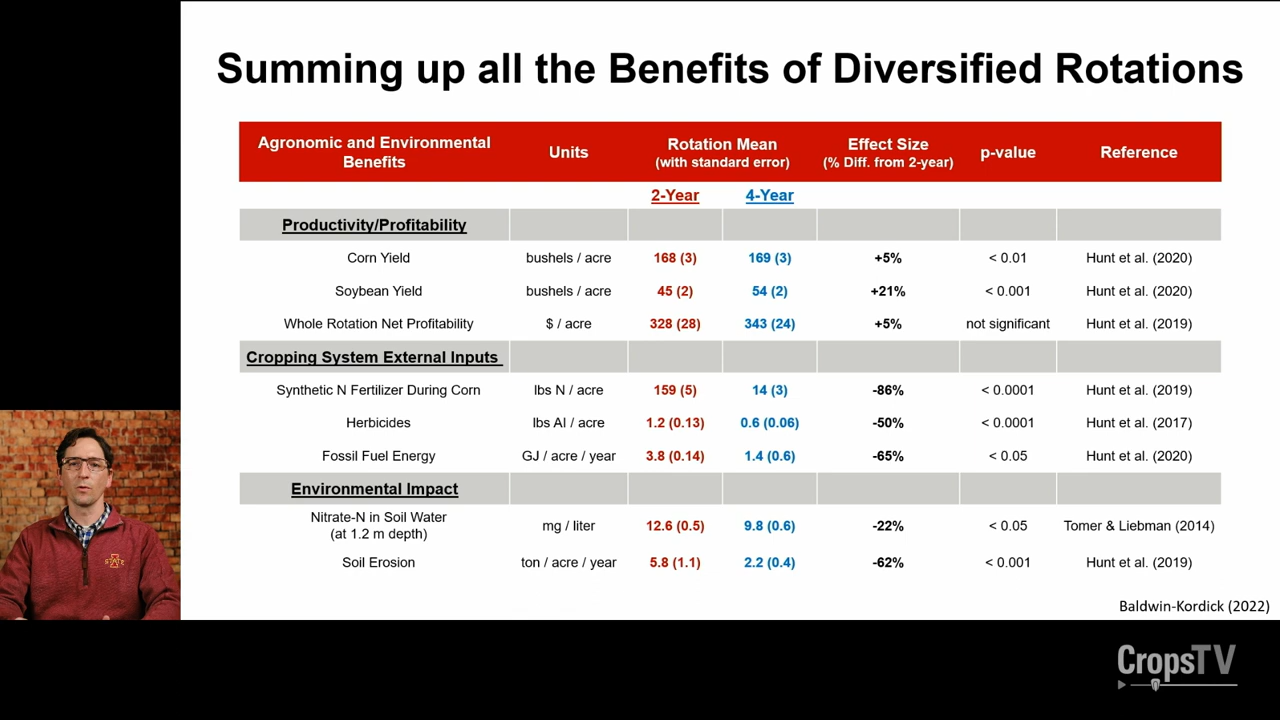 Summing up all the Benefits of Diversified Rotations
Agronomic and Environmental
Benefits
Units
Rotation Mean
(with standard error)
Effect Size
(% Diff. from 2-year)
p-value
Reference
2-Year 4-Year
Productivity/Profitability
Corn Yield bushels / acre 168 (3) 169 (3) +5% < 0.01 Hunt et al. (2020)
Soybean Yield bushels / acre 45 (2) 54 (2) +21% < 0.001 Hunt et al. (2020)
Whole Rotation Net Profitability $ / acre 328 (28) 343 (24) +5% not significant Hunt et al. (2019)
Cropping System External Inputs
Synthetic N Fertilizer During Corn lbs N / acre 159 (5) 14 (3) -86% < 0.0001 Hunt et al. (2019)
Herbicides lbs AI / acre 1.2 (0.13) 0.6 (0.06) -50% < 0.0001 Hunt et al. (2017)
Fossil Fuel Energy GJ / acre / year 3.8 (0.14) 1.4 (0.6) -65% < 0.05 Hunt et al. (2020)
Environmental Impact
Nitrate-N in Soil Water
(at 1.2 m depth) mg / liter 12.6 (0.5) 9.8 (0.6) -22% < 0.05 Tomer & Liebman (2014)
Soil Erosion ton / acre / year 5.8 (1.1) 2.2 (0.4) -62% < 0.001 Hunt et al. (2019)
Baldwin-Kordick (2022)
STATE
CropsTV